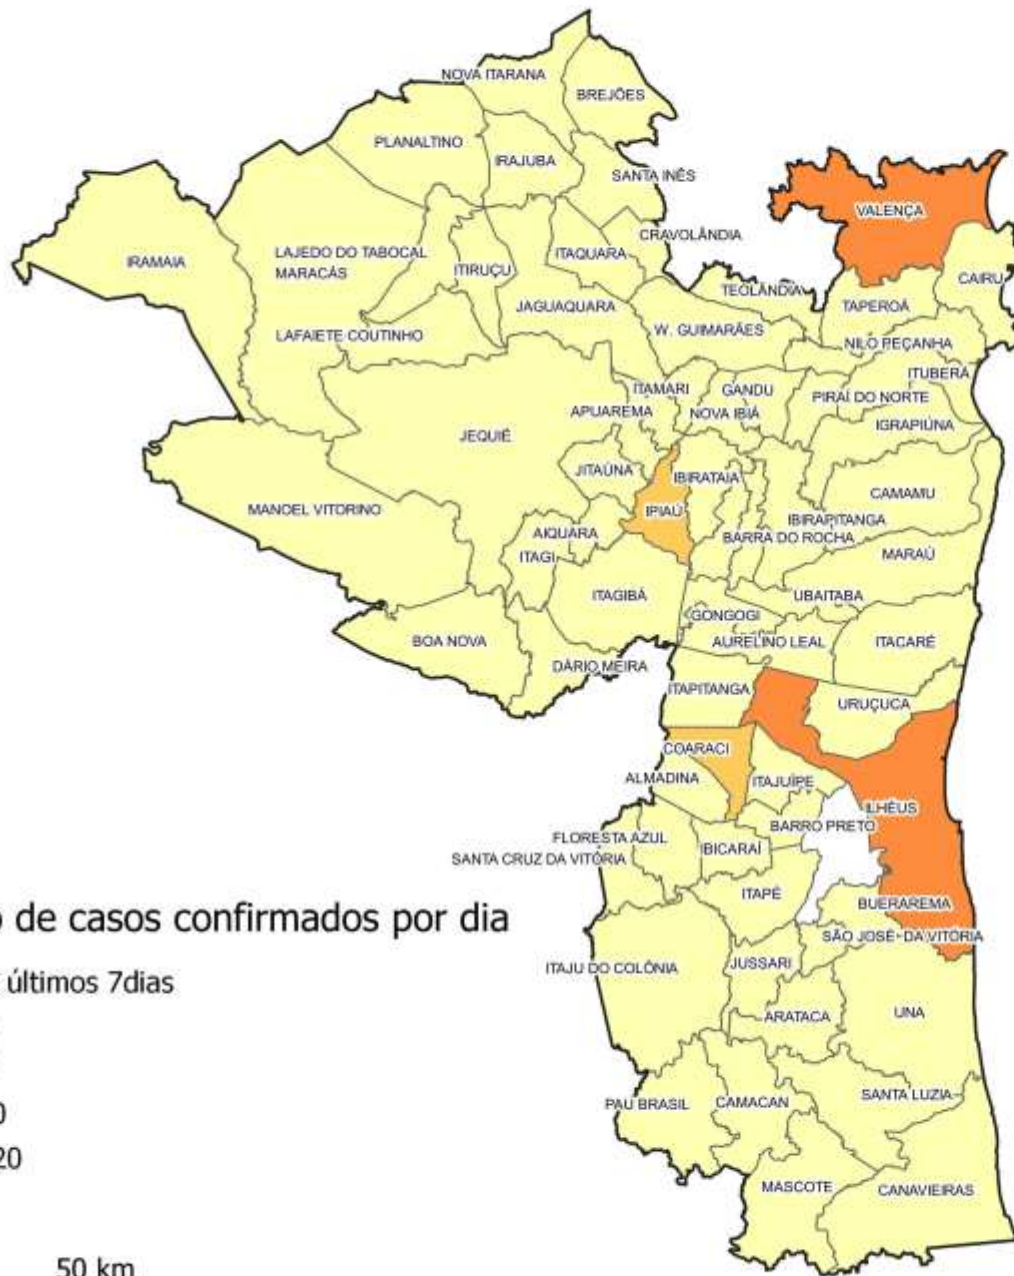 NOVA ITARANA
BREJÕES
PLANALTINO
IRAJUBA
SANTA INÊS
VALENÇA
CRAVOLÂNDIA
LAJEDO DO TABOCAL
ITAQUARA
IRAMAIA
MARACÁS
ITIRUÇU
CAIRU
TEOLÂNDIA
TAPEROÁ
JAGUAQUARA
W. GUIMARÃES
LAFAIETE COUTINHO
NILO PEÇANHA
ITUBERÁ
ITAMARI
GANDU
PIRAÍ DO NORTE
APUAREMA
NOVA IBIÁ
IGRAPIÚNA
JEQUIÉ
JITAÚNA
IBIRATAIA
CAMAMU
MANOEL VITORINO
IPIAÚ
IBIRAPITANGA
AIQUARA
BARRA DO ROCHA
ITAGI
MARAÚ
ITAGIBÁ
UBAITABA
GONGOGI
BOA NOVA
AURELINO LEAL
ITACARÉ
DÁRIO MEIRA
ITAPITANGA
URUÇUCA
COARACI
ALMADINA
ITAJUÍPE
ILHÉUS
BARRO PRETO
FLORESTA AZUL
IBICARAÍ
SANTA CRUZ DA VITÓRIA
ITAPÉ
BUERAREMA
de casos confirmados por dia
SÃO JOSÉ DA VITÓRIA
ITAJU DO COLÔNIA
JUSSARI
últimos 7dias
ARATACA
UNA
SANTA LUZIA
PAU BRASIL
CAMACAN
20
MASCOTE
CANAVIEIRAS
50 km